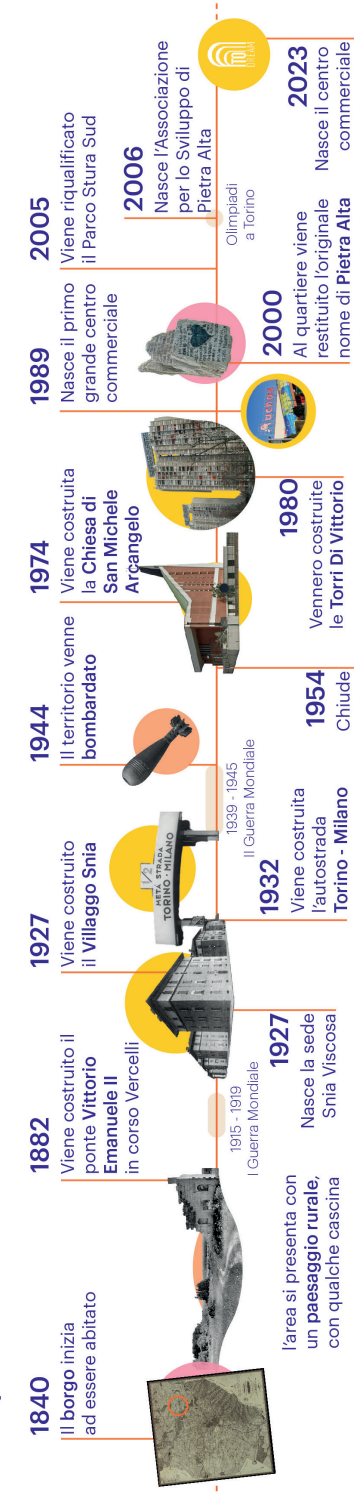 1840
Il borgo inizia
ad essere abitato
l'area si presenta con
un paesaggio rurale,
con qualche cascina
1882
Viene costruito il
ponte Vittorio
Emanuele II
in corso Vercelli
1915 - 1919
I Guerra Mondiale
1927
Nasce la sede
Snia Viscosa
1927
Viene costruito
il Villaggo Snia
1/2
META STRADA
TORINO - MILANO
1932
Viene costruita
l'autostrada
Torino - Milano
1939 - 1945
II Guerra Mondiale
1944
Il territorio venne
bombardato
1954
Chiude
1974
Viene costruita
la Chiesa di
San Michele
Arcangelo
1980
Vennero costruite
le Torri Di Vittorio
1989
Nasce il primo
grande centro
commerciale
Auchan
2000
Al quartiere viene
restituito l'originale
nome di Pietra Alta
2005
Viene riqualificato
il Parco Stura Sud
2006
Nasce l'Associazione
per lo Sviluppo di
Pietra Alta
Olimpiadi
a Torino
TO
DREAM
2023
Nasce il centro
commerciale